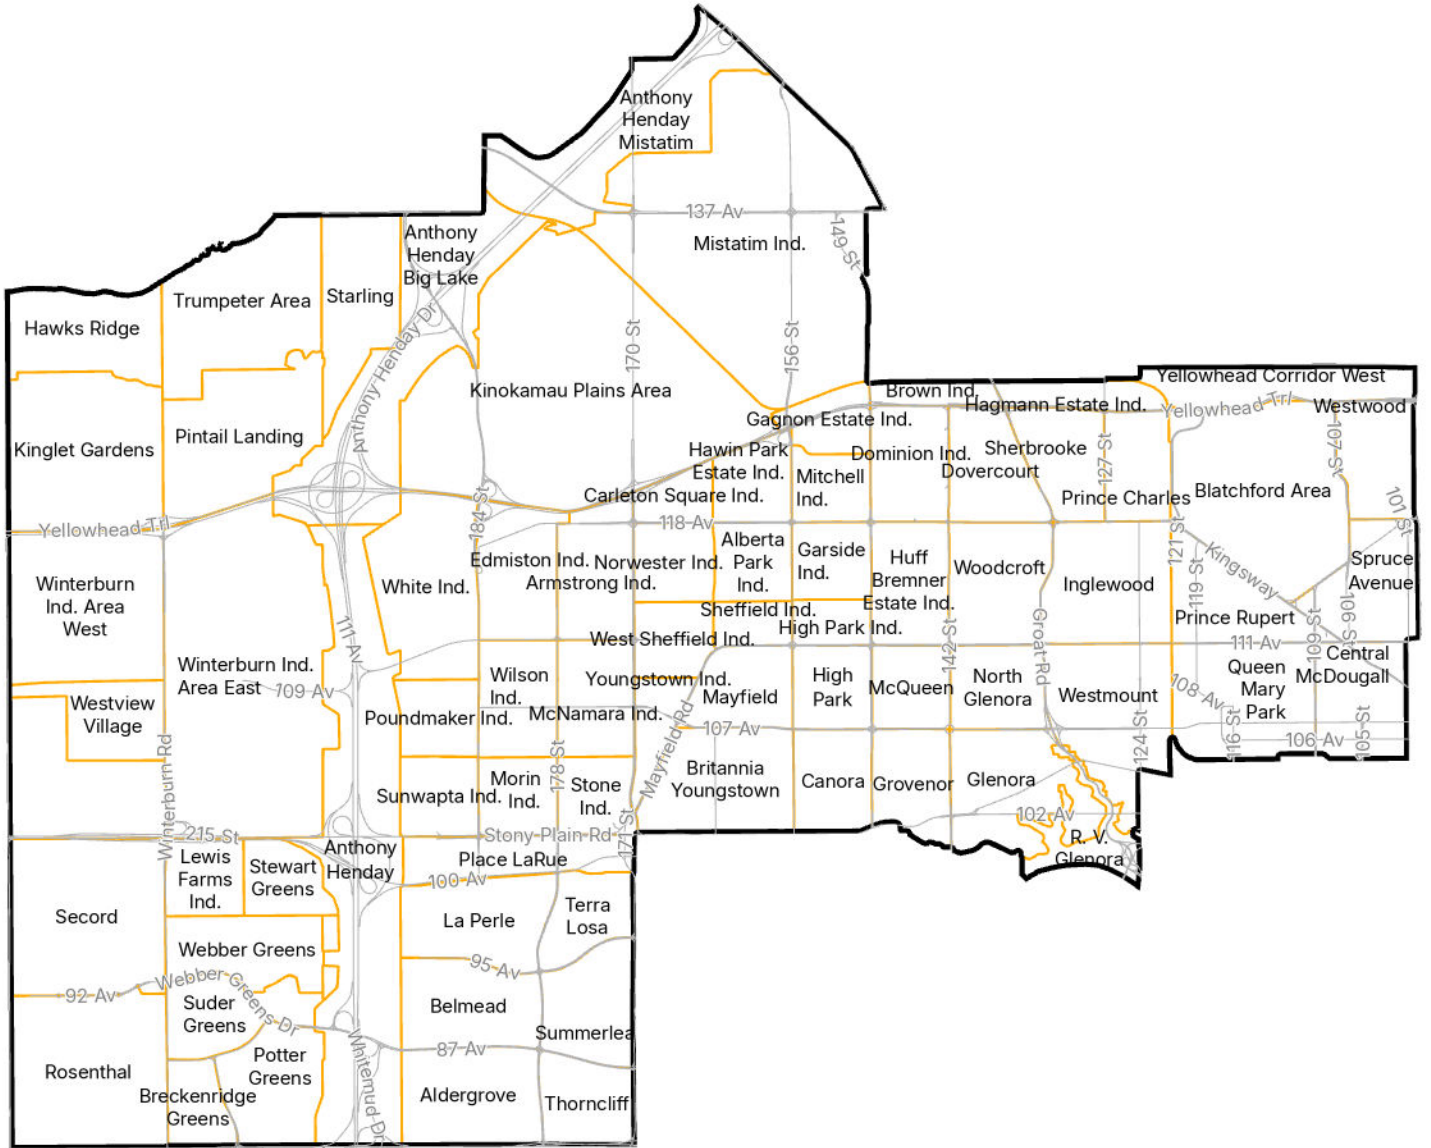 Anthony
Henday
Mistatim
137 Av
149 St
Mistatim Ind.
Anthony
Henday
Big Lake
Trumpeter Area
Starling
Hawks Ridge
Anthony Henday Dr
170 St
156 St
Kinokamau Plains Area
Brown Ind.
Yellowhead Corridor West
Hagmann Estate Ind.
Yellowhead Trl
Westwood
Gagnon Estate Ind.
Kinglet Gardens
Pintail Landing
Hawin Park
Estate Ind.
Dominion Ind.
Sherbrooke
Dovercourt
127 St
107 St
Mitchell
Ind.
Carleton Square Ind.
Prince Charles
Blatchford Area
101 St
184 St
Yellowhead Trl
118 Av
121 St
Edmiston Ind.
Norwester Ind.
Armstrong Ind.
Alberta
Park
Ind.
Garside
Ind.
Huff
Bremner
Estate Ind.
Woodcroft
Inglewood
119 St
Kingsway
Spruce
Avenue
Winterburn
Ind. Area
West
White Ind.
Sheffield Ind.
High Park Ind.
Prince Rupert
109 St
106 St
111 Av
West Sheffield Ind.
142 St
Groat Rd
111 Av
Central
McDougall
Winterburn Ind.
Area East
109 Av
Wilson
Ind.
Youngstown Ind.
Mayfield
High
Park
McQueen
North
Glenora
Westmount
108 Av
Queen
Mary
Park
Westview
Village
Poundmaker Ind.
McNamara Ind.
107 Av
124 St
116 St
106 Av
105 St
Winterburn Rd
178 St
Mayfield Rd
Sunwapta Ind.
Morin
Ind.
Stone
Ind.
Britannia
Youngstown
Canora
Grovenor
Glenora
102 Av
R. V.
Glenora
215 St
Stony Plain Rd
171 St
Lewis
Farms
Ind.
Stewart
Greens
Anthony
Henday
Place LaRue
100 Av
Secord
La Perle
Terra
Losa
Webber Greens
95 Av
92 Av
Webber Greens Dr
Suder
Greens
Belmead
Summerlea
87 Av
Whitemud Dr
Rosenthal
Potter
Greens
Breckenridge
Greens
Aldergrove
Thorncliff